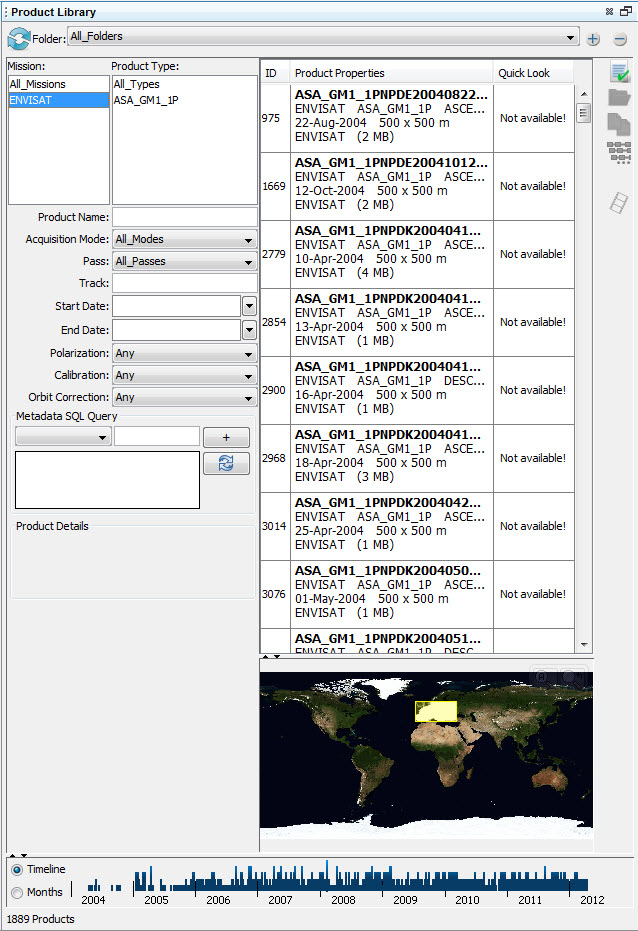 Product Library
Folder: All_Folders
Mission:
All_Missions
ENVISAT
Product Type:
All_Types
ASA_GM1_1P
Product Name:
Acquisition Mode: All_Modes
Pass: All_Passes
Track:
Start Date:
End Date:
Polarization: Any
Calibration: Any
Orbit Correction: Any
Metadata SQL Query
+
Product Details
ID Product Properties Quick Look
975
ASA_GM1_1PNPDE20040822...
ENVISAT ASA_GM1_1P ASCE...
22-Aug-2004 500 x 500 m
ENVISAT (2 MB)
Not available!
1669
ASA_GM1_1PNPDE20041012...
ENVISAT ASA_GM1_1P ASCE...
12-Oct-2004 500 x 500 m
ENVISAT (2 MB)
Not available!
2779
ASA_GM1_1PNPDK2004041...
ENVISAT ASA_GM1_1P ASCE...
10-Apr-2004 500 x 500 m
ENVISAT (4 MB)
Not available!
2854
ASA_GM1_1PNPDK2004041...
ENVISAT ASA_GM1_1P ASCE...
13-Apr-2004 500 x 500 m
ENVISAT (1 MB)
Not available!
2900
ASA_GM1_1PNPDK2004041...
ENVISAT ASA_GM1_1P DESC...
16-Apr-2004 500 x 500 m
ENVISAT (1 MB)
Not available!
2968
ASA_GM1_1PNPDK2004041...
ENVISAT ASA_GM1_1P ASCE...
18-Apr-2004 500 x 500 m
ENVISAT (3 MB)
Not available!
3014
ASA_GM1_1PNPDK2004042...
ENVISAT ASA_GM1_1P ASCE...
25-Apr-2004 500 x 500 m
ENVISAT (1 MB)
Not available!
3076
ASA_GM1_1PNPDK2004050...
ENVISAT ASA_GM1_1P ASCE...
01-May-2004 500 x 500 m
ENVISAT (1 MB)
Not available!
ASA_GM1_1PNPDK2004051...
ENVISAT ASA_GM1_1P DESC...
Timeline
Months
2004 2005 2006 2007 2008 2009 2010 2011 2012
1889 Products